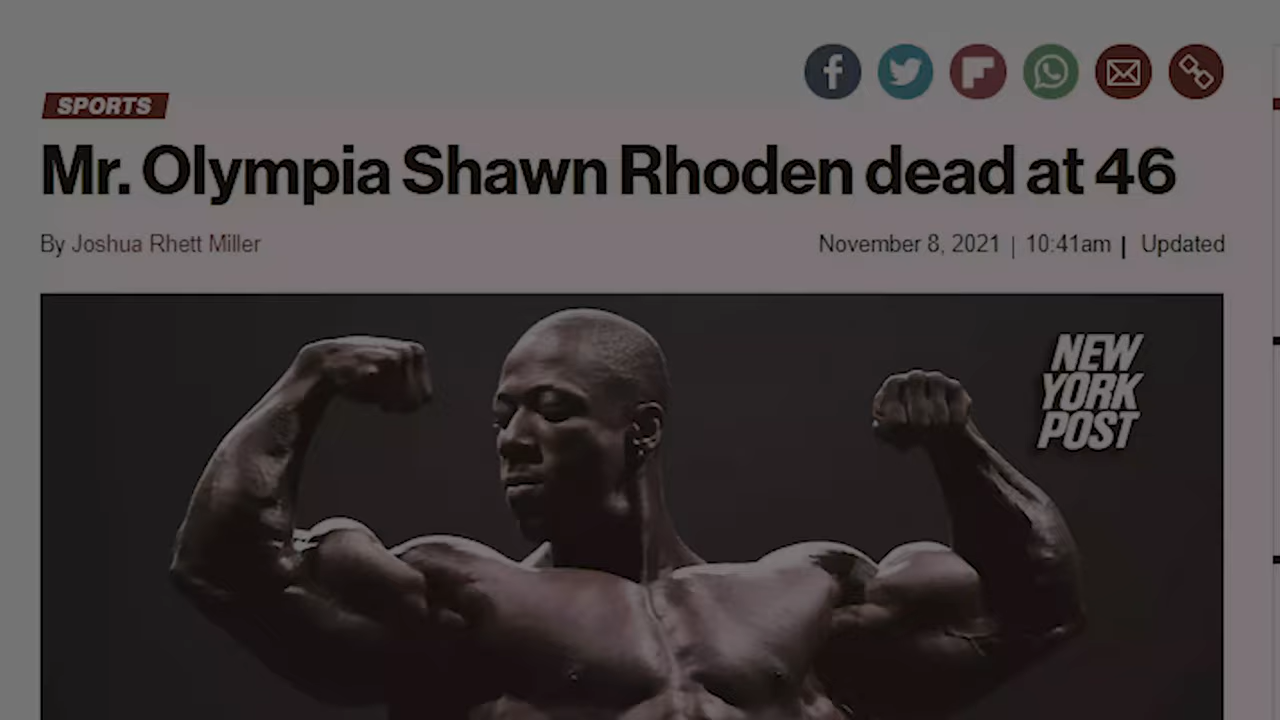 SPORTS
Mr. Olympia Shawn Rhoden dead at 46
By Joshua Rhett Miller
November 8, 2021 | 10:41am | Updated
NEW
YORK
POST